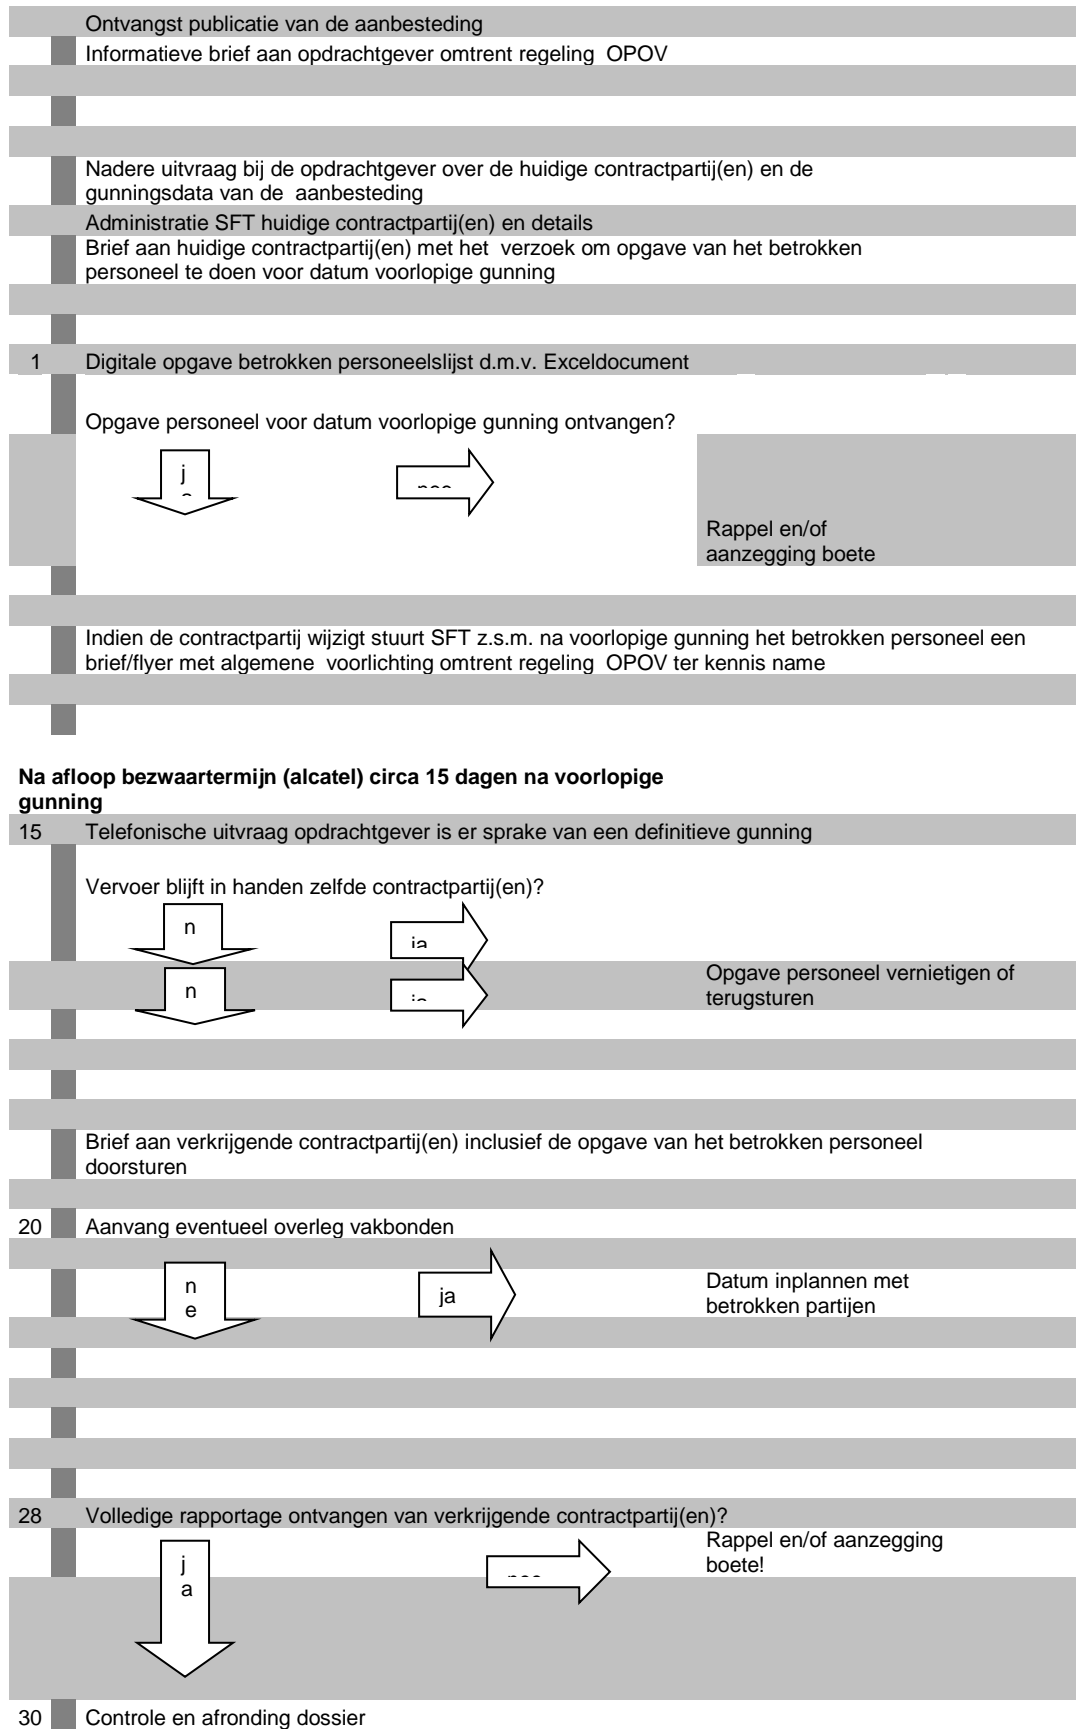 Ontvangst publicatie van de aanbesteding
Informatieve brief aan opdrachtgever omtrent regeling OPOV
Nadere uitvraag bij de opdrachtgever over de huidige contractpartij(en) en de
gunningsdata van de aanbesteding
Administratie SFT huidige contractpartij(en) en details
Brief aan huidige contractpartij(en) met het verzoek om opgave van het betrokken
personeel te doen voor datum voorlopige gunning
1 Digitale opgave betrokken personeelslijst d.m.v. Exceldocument
Opgave personeel voor datum voorlopige gunning ontvangen?
j
Rappel en/of
aanzegging boete
Indien de contractpartij wijzigt stuurt SFT z.s.m. na voorlopige gunning het betrokken personeel een
brief/flyer met algemene voorlichting omtrent regeling OPOV ter kennis name
Na afloop bezwaartermijn (alcatel) circa 15 dagen na voorlopige
gunning
15 Telefonische uitvraag opdrachtgever is er sprake van een definitieve gunning
Vervoer blijft in handen zelfde contractpartij(en)?
n ja
n
Opgave personeel vernietigen of
terugsturen
Brief aan verkrijgende contractpartij(en) inclusief de opgave van het betrokken personeel
doorsturen
20 Aanvang eventueel overleg vakbonden
n
e
ja
Datum inplannen met
betrokken partijen
28 Volledige rapportage ontvangen van verkrijgende contractpartij(en)?
j
a
Rappel en/of aanzegging
boete!
30 Controle en afronding dossier